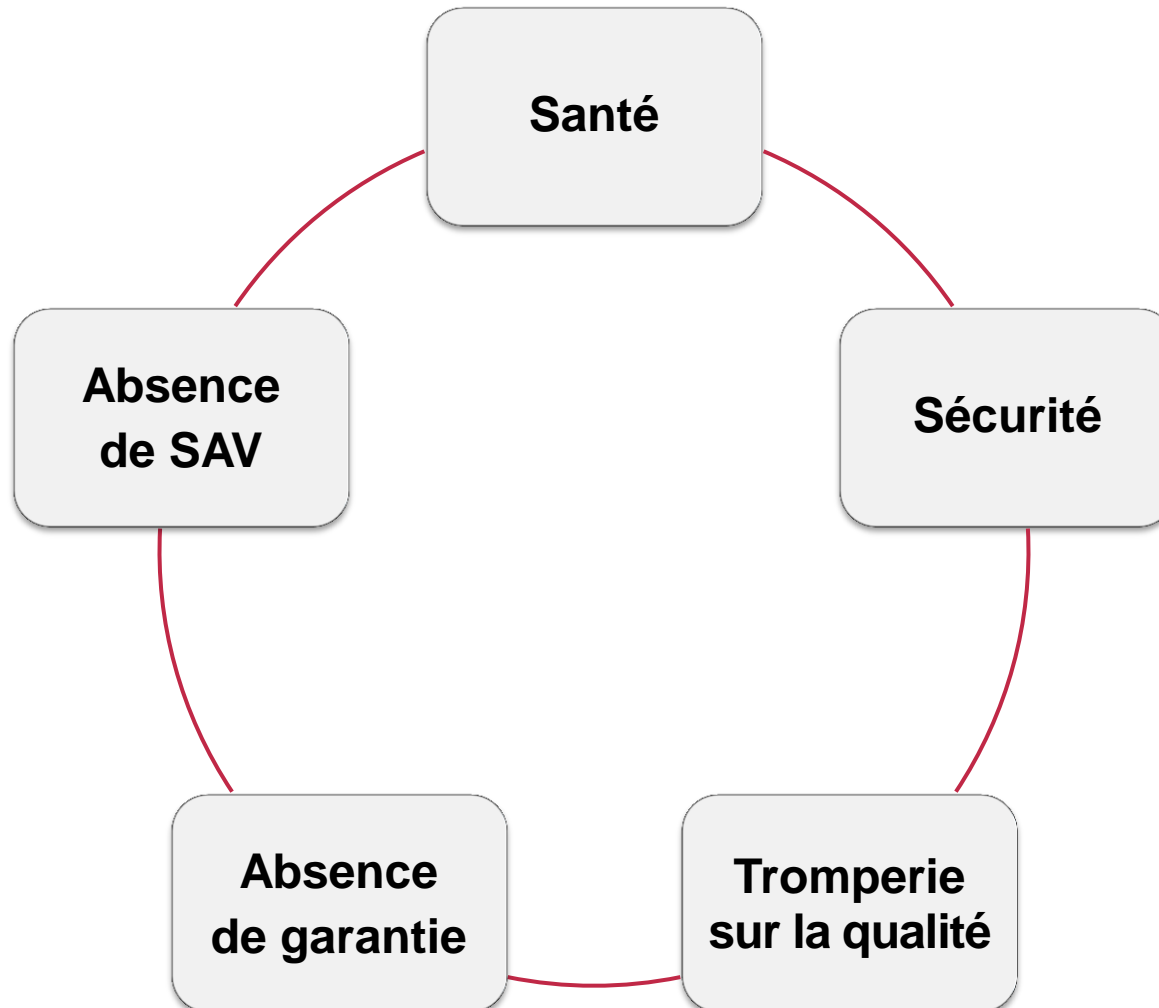 Santé
Sécurité
Tromperie
sur la qualité
Absence
de garantie
Absence
de SAV